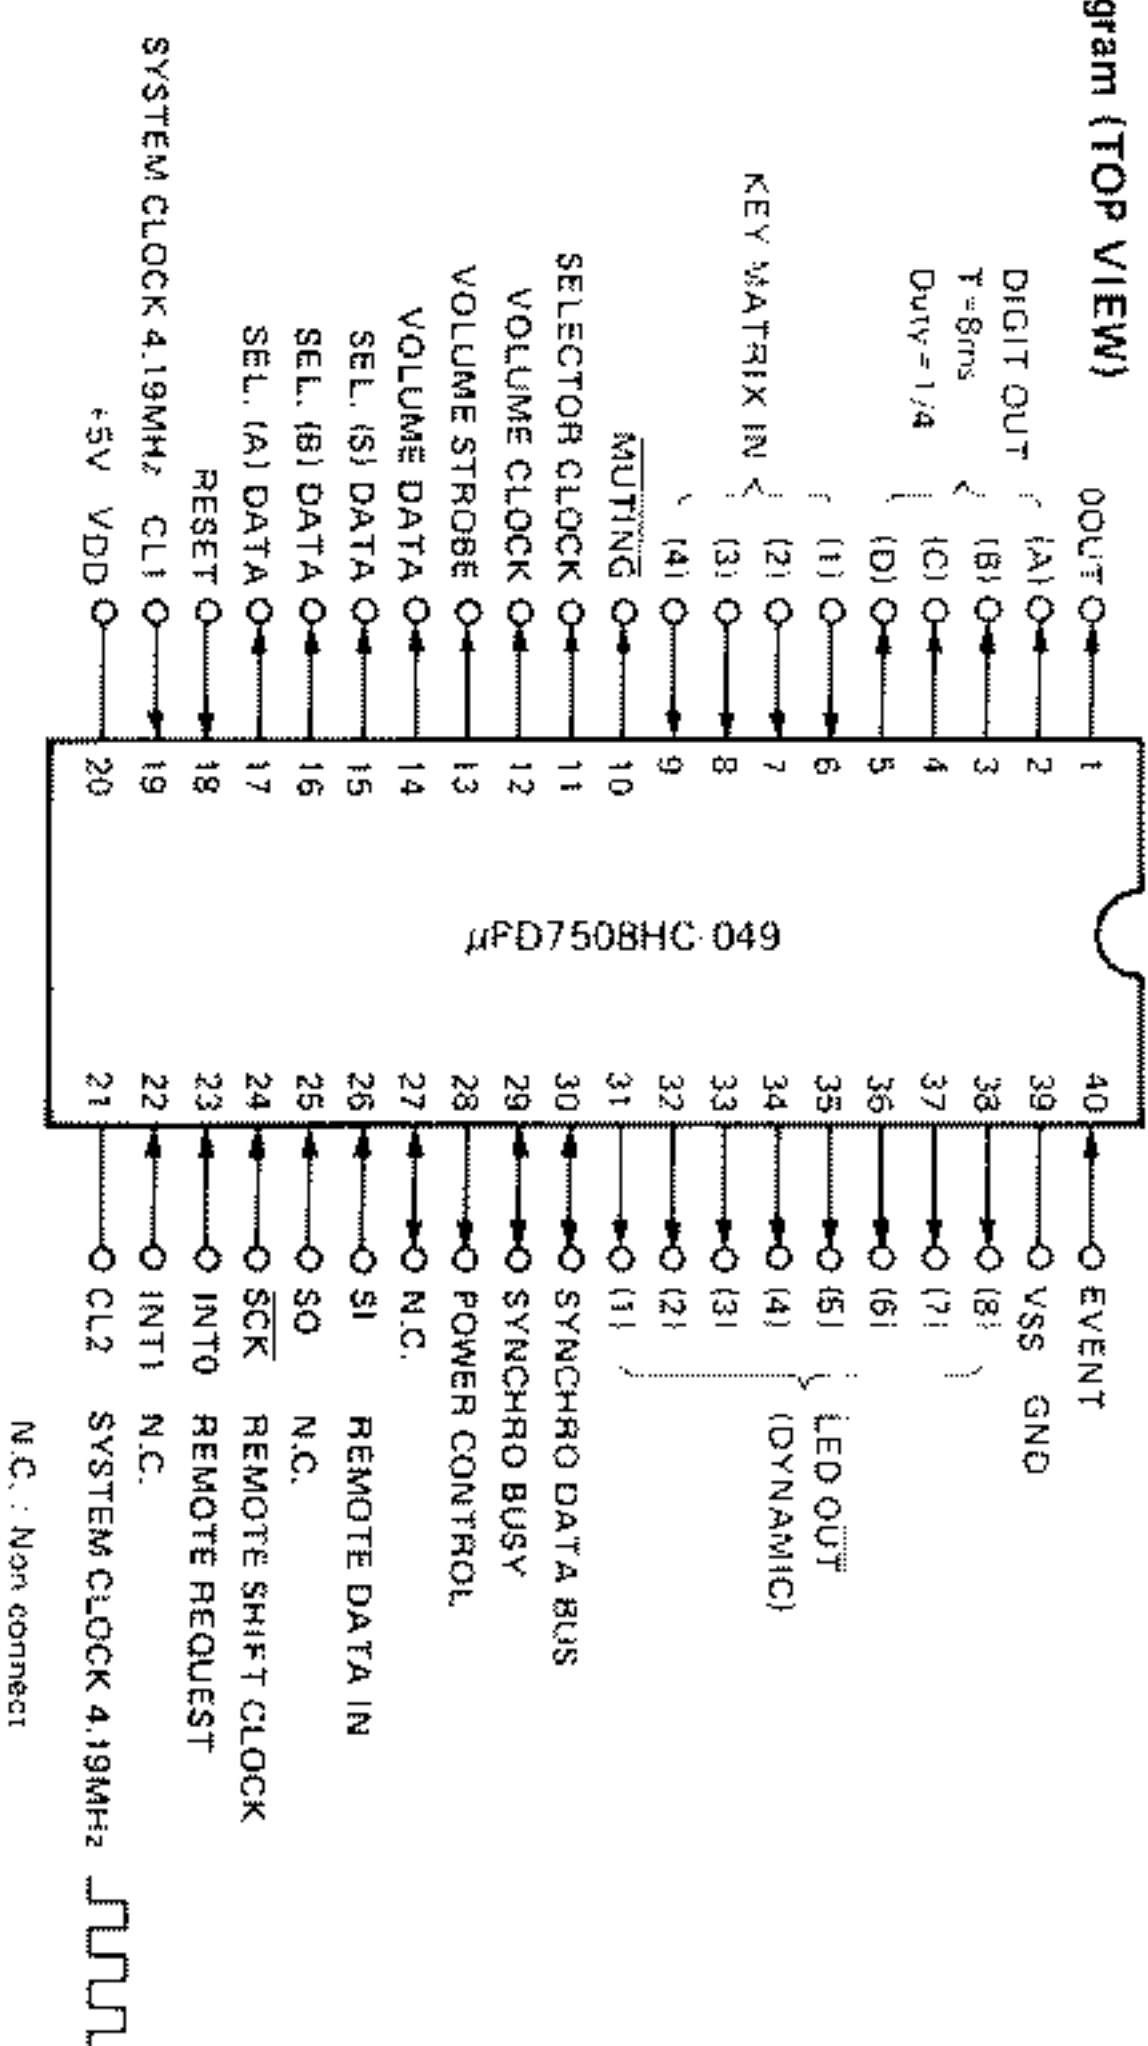 gram (TOP VIEW)
0OUT 1
DIGIT OUT
T=8ms
Duty=1/4
(A) 2
(B) 3
(C) 4
(D) 5
KEY MATRIX IN
(1) 6
(2) 7
(3) 8
(4) 9
MUTING 10
SELECTOR CLOCK 11
VOLUME CLOCK 12
VOLUME STROBE 13
VOLUME DATA 14
SEL. (S) DATA 15
SEL. (B) DATA 16
SEL. (A) DATA 17
RESET 18
SYSTEM CLOCK 4.19MHz CL1 19
+5V VDD 20
μPD7508HC-049
40 EVENT
39 VSS GND
38 (8)
37 (7)
36 (6)
35 (5)
34 (4)
33 (3)
32 (2)
31 (1)
LED OUT
(DYNAMIC)
30 SYNCHRO DATA BUS
29 SYNCHRO BUSY
28 POWER CONTROL
27 N.C.
26 SI REMOTE DATA IN
25 SO N.C.
24 SCK REMOTE SHIFT CLOCK
23 INT0 REMOTE REQUEST
22 INT1 N.C.
21 CL2 SYSTEM CLOCK 4.19MHz
N.C. : Non connect